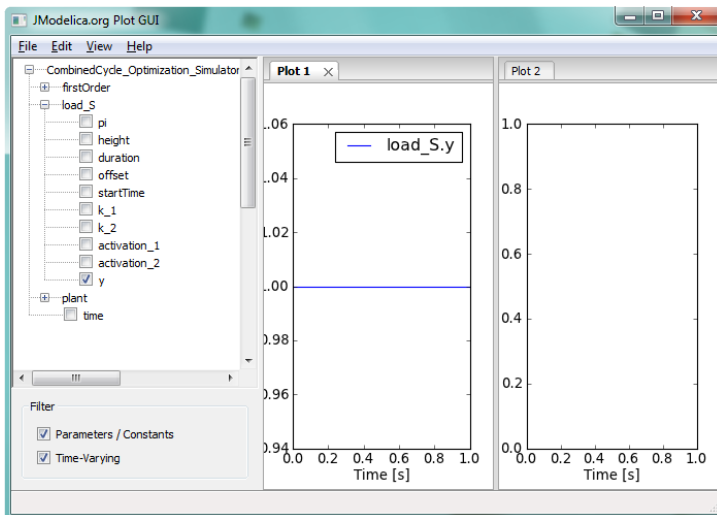 JModelica.org Plot GUI
File Edit View Help
CombinedCycle_Optimization_Simulator
firstOrder
load_S
pi
height
duration
offset
startTime
k_1
k_2
activation_1
activation_2
y
plant
time
Filter
Parameters / Constants
Time-Varying
Plot 1
load_S.y
1.06
1.04
1.02
1.00
0.98
0.96
0.94
0.0 0.2 0.4 0.6 0.8 1.0
Time [s]
Plot 2
1.0
0.8
0.6
0.4
0.2
0.0
0.0 0.2 0.4 0.6 0.8 1.0
Time [s]